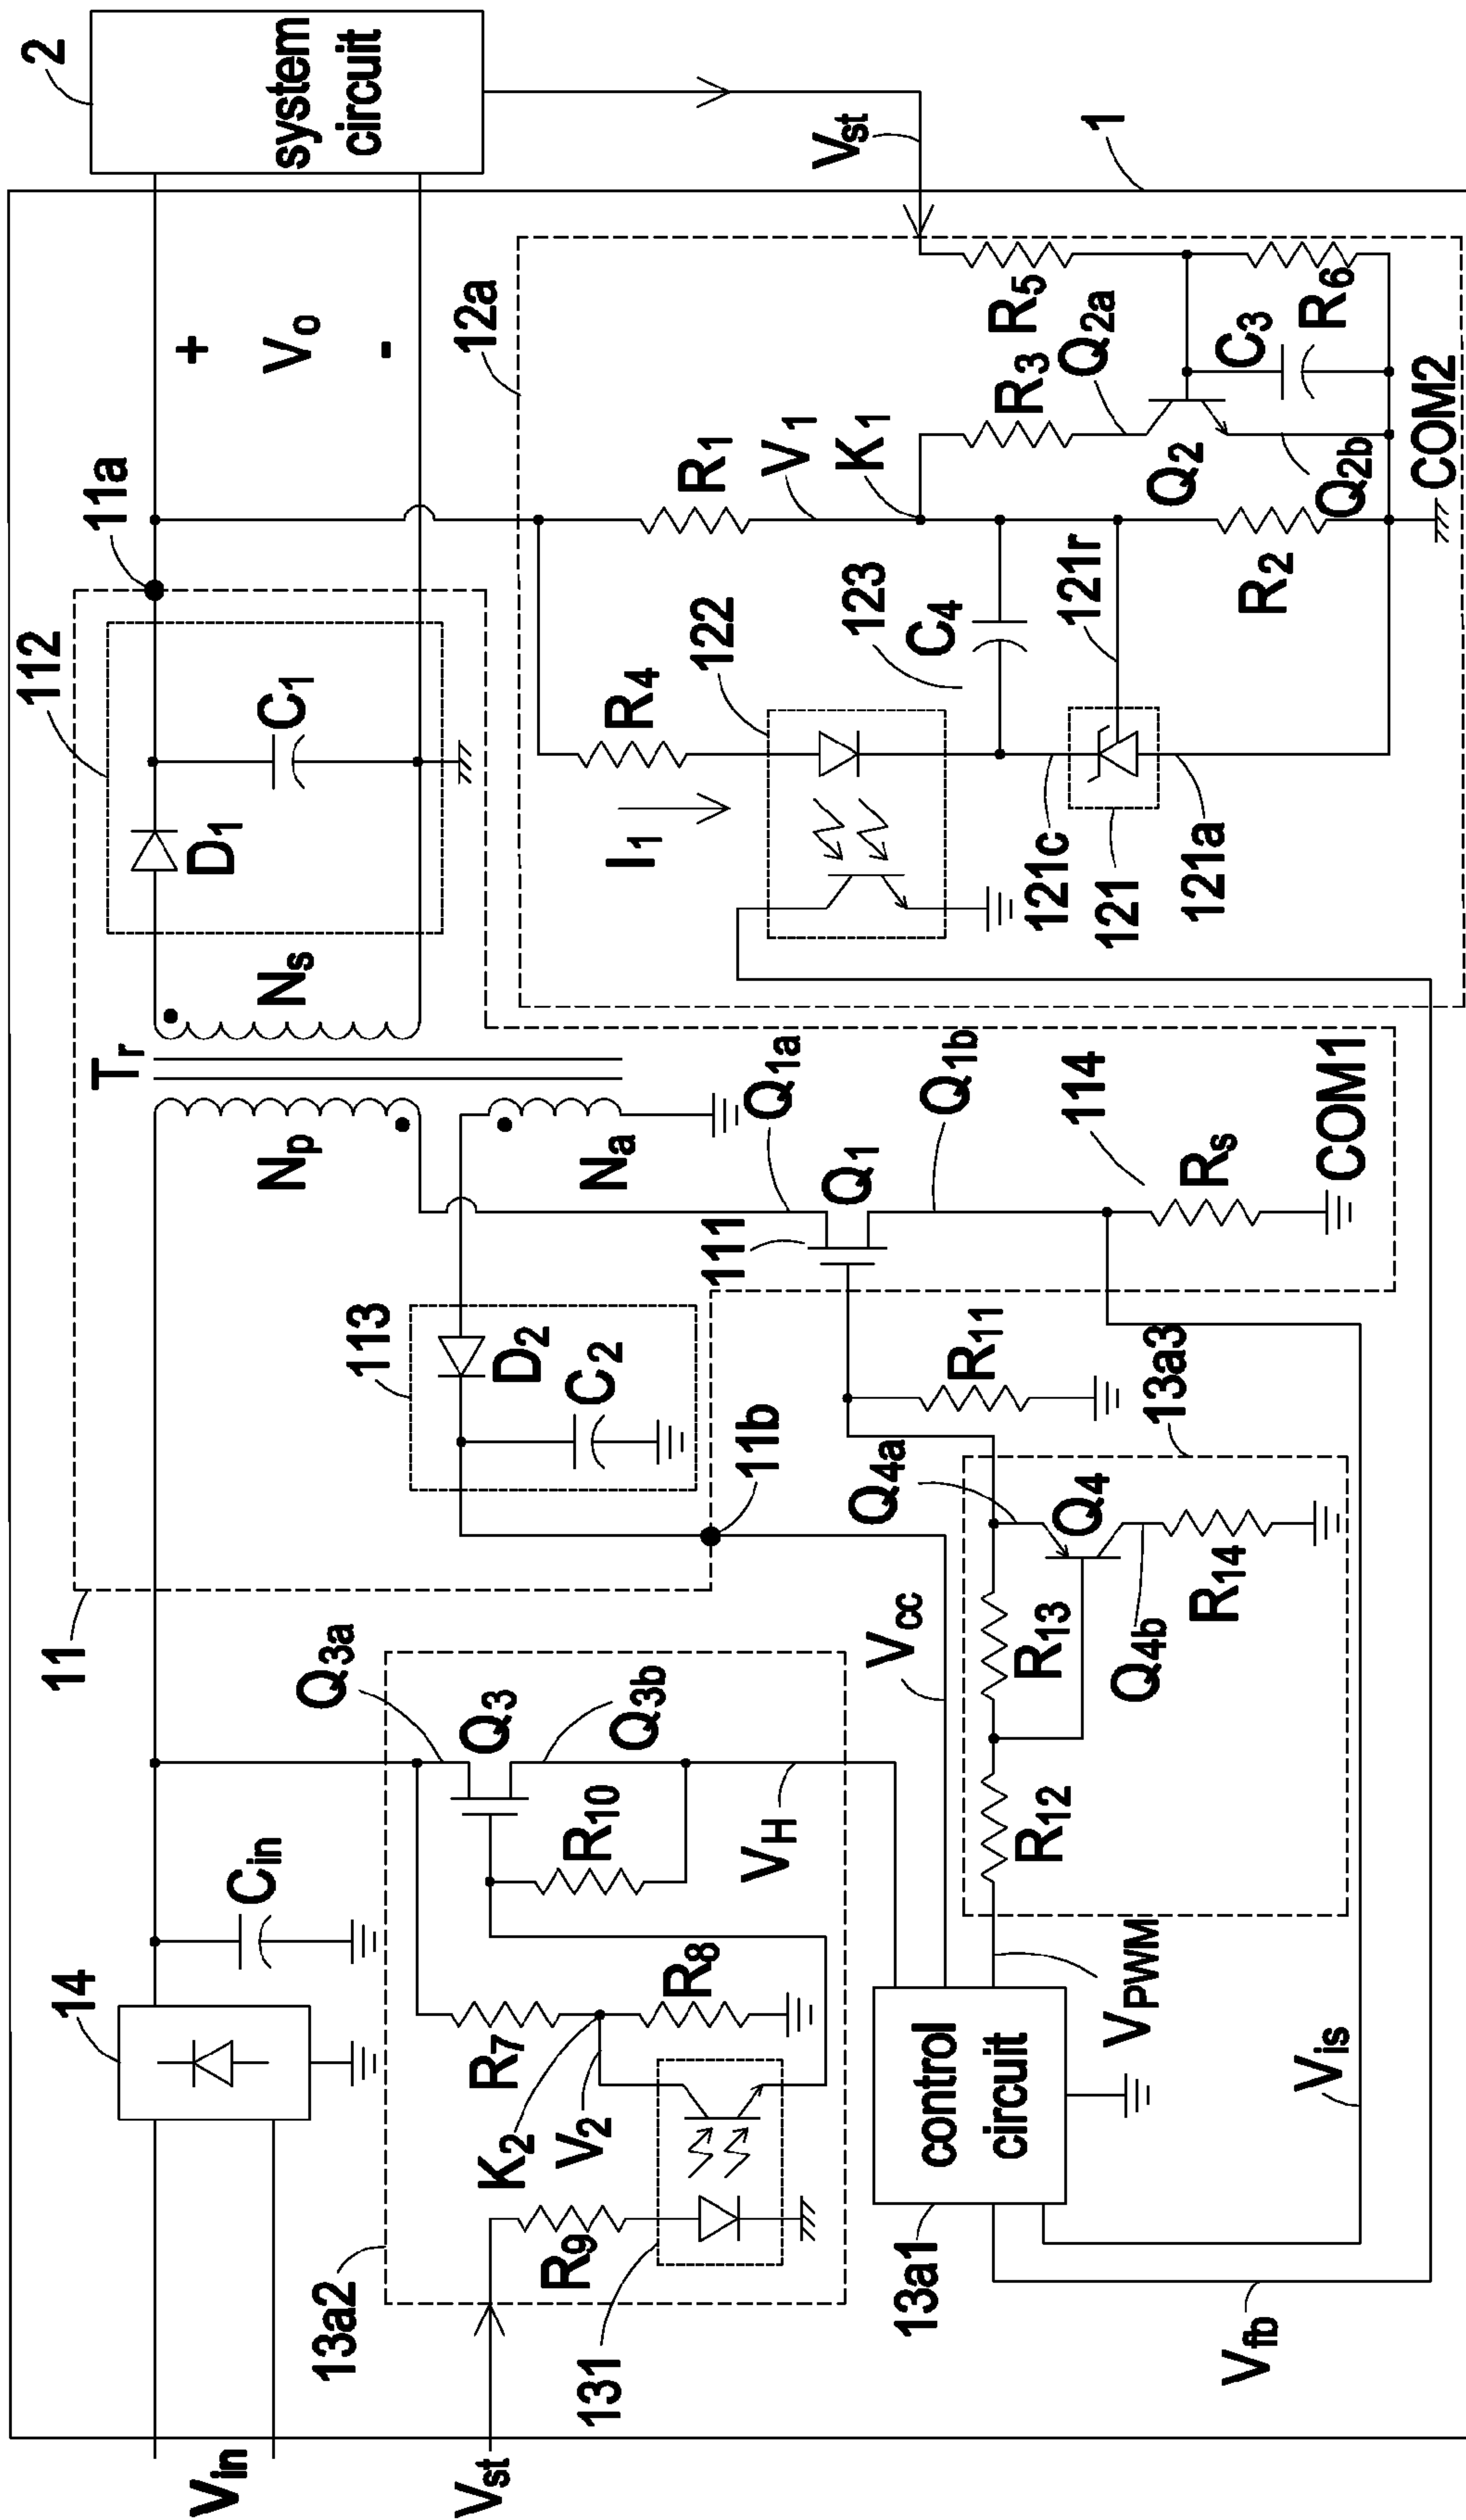 2
system
circuit
Vst
1
+
Vo
-
12a
11a
R5
R6
R3
Q2a
C3
R1
V1
K1
Q2
Q2b
COM2
112
C1
D1
R4
122
123
C4
121r
R2
I1
121c
121
121a
Tr
Ns
Np
Na
Q1a
Q1b
114
Q1
Rs
COM1
111
113
D2
C2
11b
R11
13a3
Q4a
Q4
R14
R13
Q4b
11
Vcc
Q3a
Q3
Q3b
R10
VH
R12
Cin
14
R7
R8
K2
V2
VPWM
control
circuit
Vis
13a2
R9
131
13a1
Vfb
Vin
Vst